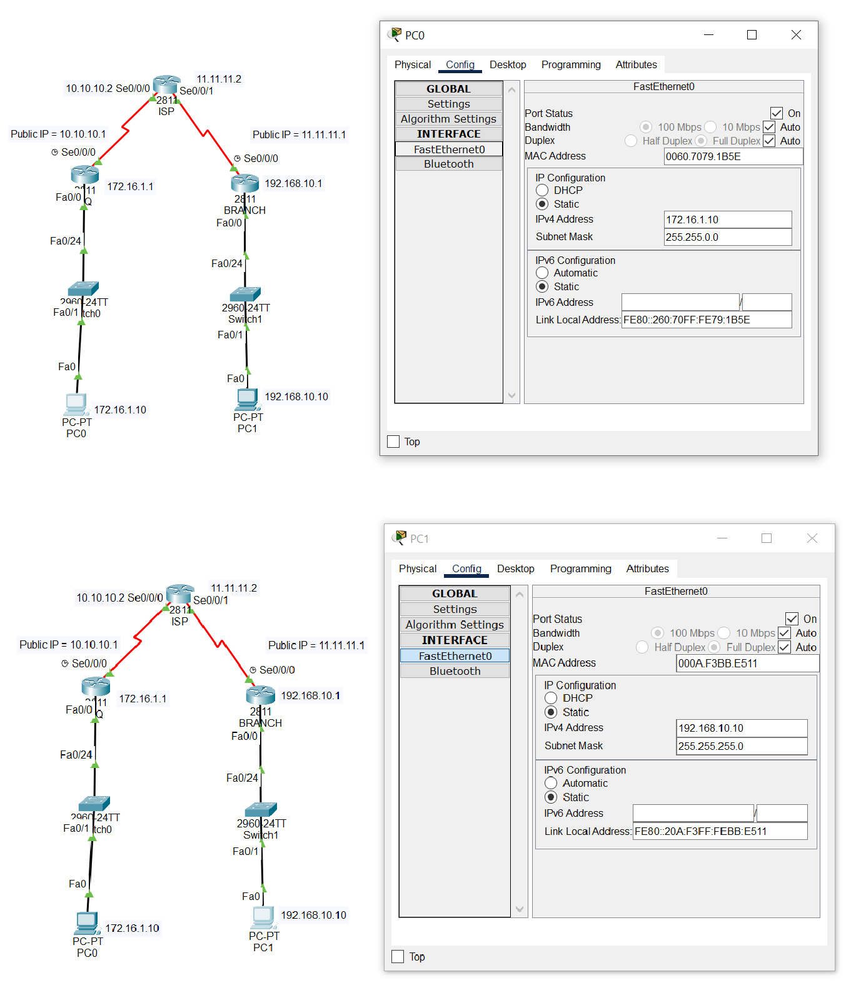 PC0
Physical Config Desktop Programming Attributes
GLOBAL
Settings
Algorithm Settings
INTERFACE
FastEthernet0
Bluetooth
FastEthernet0
Port Status On
Bandwidth 100 Mbps 10 Mbps Auto
Duplex Half Duplex Full Duplex Auto
MAC Address 0060.7079.1B5E
IP Configuration
DHCP
Static
IPv4 Address 172.16.1.10
Subnet Mask 255.255.0.0
IPv6 Configuration
Automatic
Static
IPv6 Address /
Link Local Address: FE80::260:70FF:FE79:1B5E
Top
11.11.11.2
10.10.10.2 Se0/0/0 Se0/0/1
2811
ISP
Public IP = 10.10.10.1 Public IP = 11.11.11.1
Se0/0/0 Se0/0/0
172.16.1.1 192.168.10.1
11
Fa0/0 Q
2811
BRANCH
Fa0/0
Fa0/24
Fa0/24
2960-24TT
Fa0/1 tch0
2960-24TT
Switch1
Fa0/1
Fa0
Fa0
192.168.10.10
172.16.1.10
PC-PT
PC0
PC-PT
PC1
PC1
Physical Config Desktop Programming Attributes
GLOBAL
Settings
Algorithm Settings
INTERFACE
FastEthernet0
Bluetooth
FastEthernet0
Port Status On
Bandwidth 100 Mbps 10 Mbps Auto
Duplex Half Duplex Full Duplex Auto
MAC Address 000A.F3BB.E511
IP Configuration
DHCP
Static
IPv4 Address 192.168.10.10
Subnet Mask 255.255.255.0
IPv6 Configuration
Automatic
Static
IPv6 Address /
Link Local Address: FE80::20A:F3FF:FEBB:E511
Top
11.11.11.2
10.10.10.2 Se0/0/0 Se0/0/1
2811
ISP
Public IP = 10.10.10.1 Public IP = 11.11.11.1
Se0/0/0 Se0/0/0
172.16.1.1 192.168.10.1
11
Fa0/0 Q
2811
BRANCH
Fa0/0
Fa0/24
Fa0/24
2960-24TT
Fa0/1 tch0
2960-24TT
Switch1
Fa0/1
Fa0
Fa0
192.168.10.10
172.16.1.10
PC-PT
PC0
PC-PT
PC1